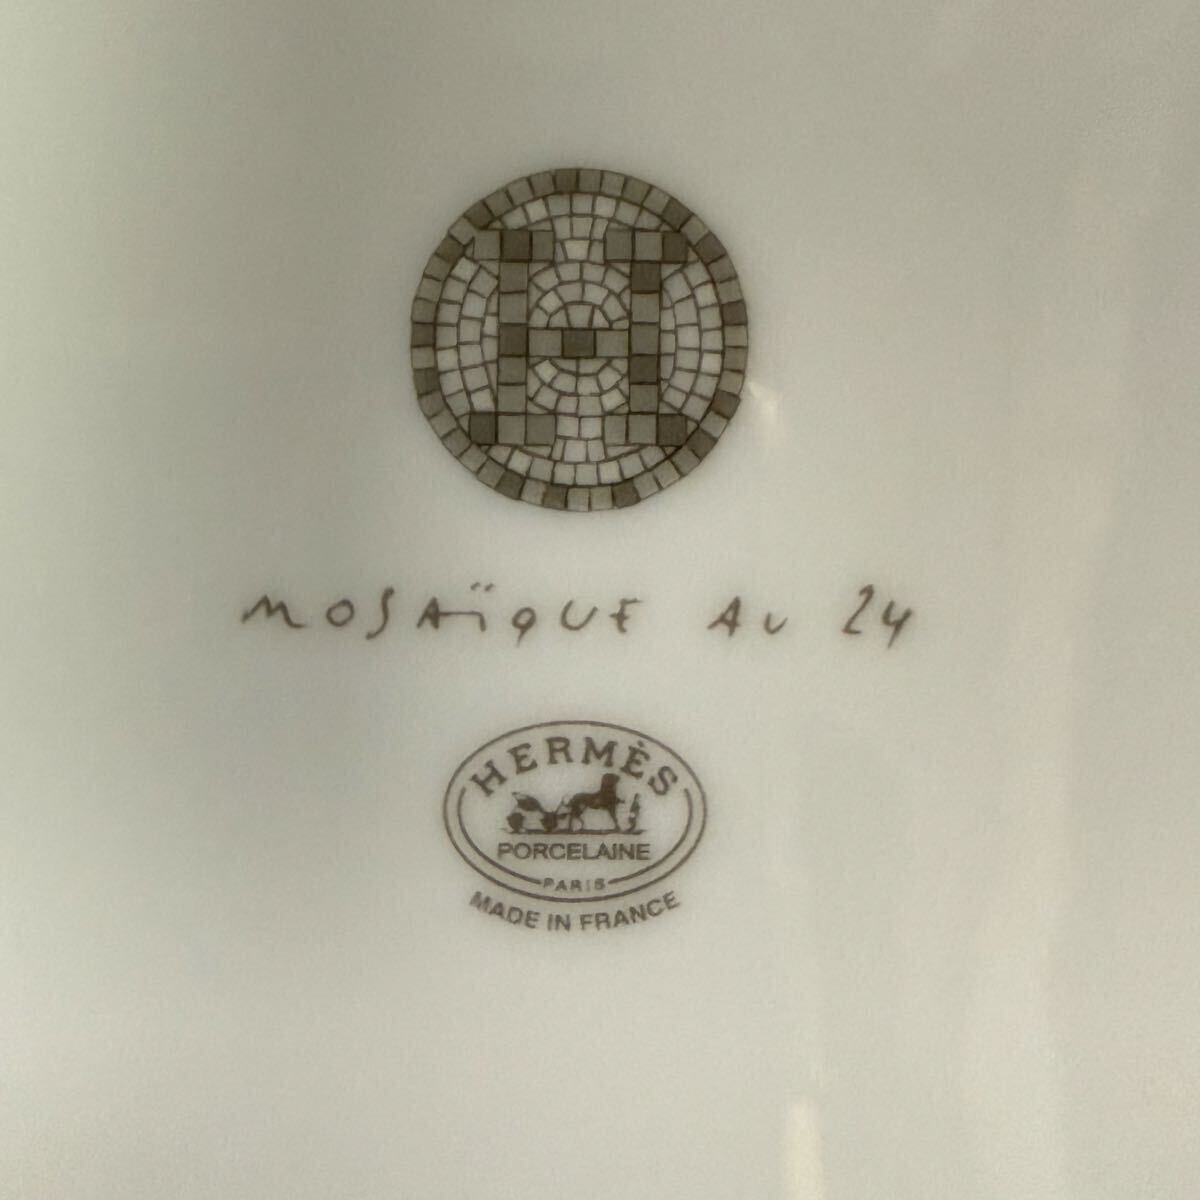 H
MOSAÏQUE AU 24
HERMÈS
PORCELAINE
PARIS
MADE IN FRANCE